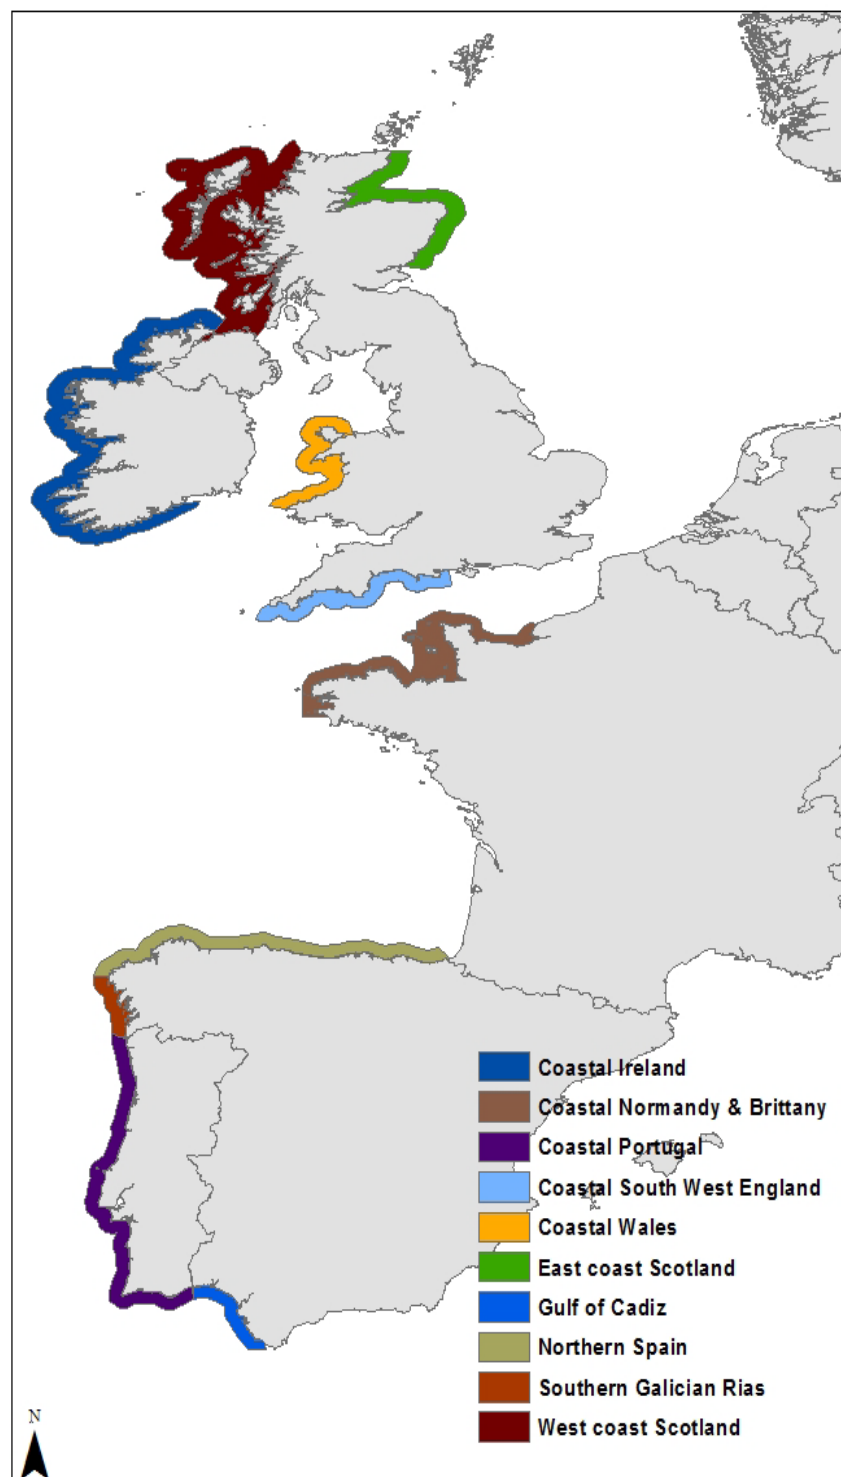 Coastal Ireland
Coastal Normandy & Brittany
Coastal Portugal
Coastal South West England
Coastal Wales
East coast Scotland
Gulf of Cadiz
Northern Spain
Southern Galician Rias
West coast Scotland
N